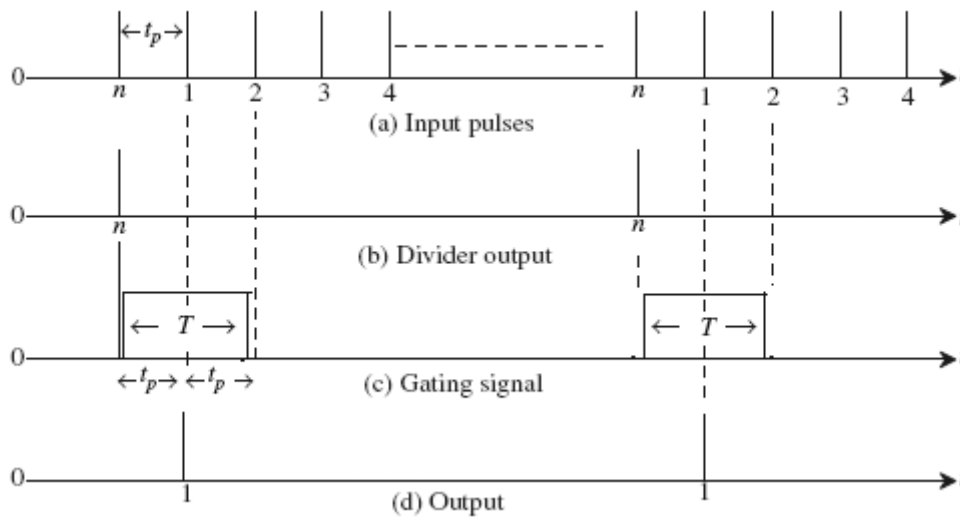 ← t_p →
0
n 1 2 3 4 n 1 2 3 4
(a) Input pulses
0
n n
(b) Divider output
← T → ← T →
0
← t_p →← t_p →
(c) Gating signal
0
1 1
(d) Output